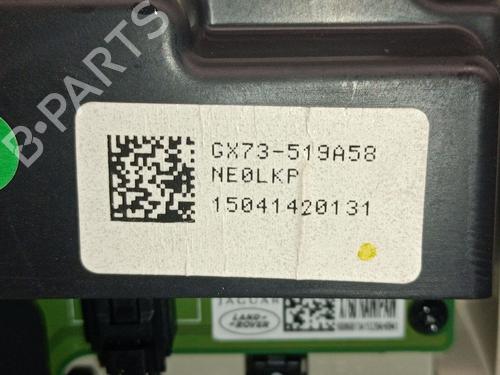 B-PARTS
GX73-519A58
NE0LKP
15041420131
JAGUAR
LAND-
ROVER